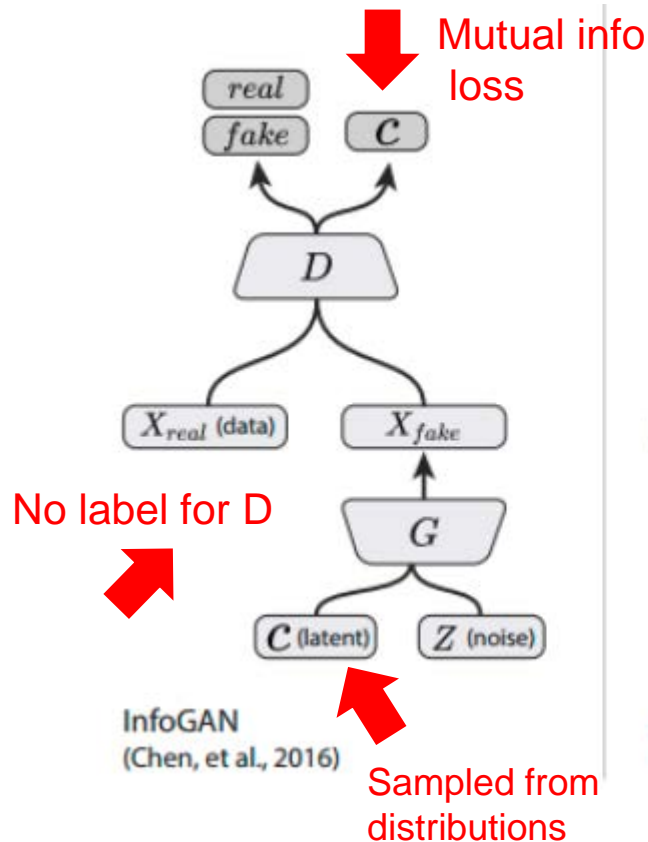 Mutual info
loss
real
fake
C
D
X_real (data)
X_fake
No label for D
G
C (latent)
Z (noise)
InfoGAN
(Chen, et al., 2016)
Sampled from
distributions